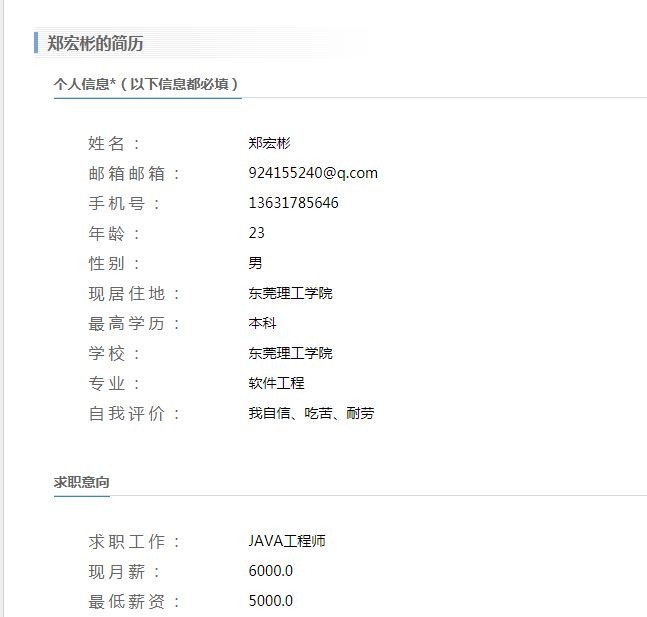 郑宏彬的简历
个人信息*（以下信息都必填）
姓名： 郑宏彬
邮箱邮箱： 924155240@q.com
手机号： 13631785646
年龄： 23
性别： 男
现居住地： 东莞理工学院
最高学历： 本科
学校： 东莞理工学院
专业： 软件工程
自我评价： 我自信、吃苦、耐劳
求职意向
求职工作： JAVA工程师
现月薪： 6000.0
最低薪资： 5000.0